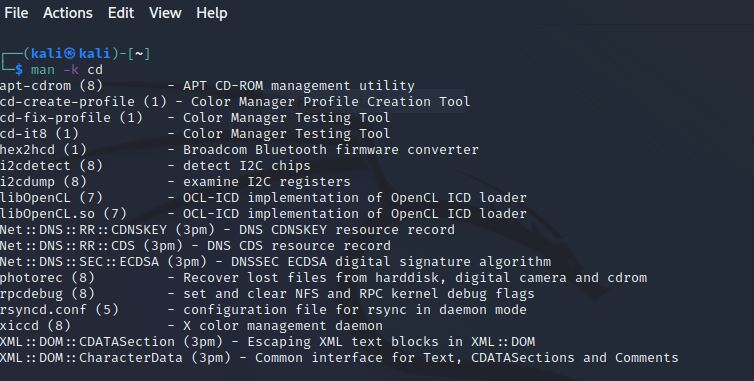 File Actions Edit View Help
┌──(kali㉿kali)-[~]
└─$ man -k cd
apt-cdrom (8)        - APT CD-ROM management utility
cd-create-profile (1) - Color Manager Profile Creation Tool
cd-fix-profile (1)   - Color Manager Testing Tool
cd-it8 (1)           - Color Manager Testing Tool
hex2hcd (1)          - Broadcom Bluetooth firmware converter
i2cdetect (8)        - detect I2C chips
i2cdump (8)          - examine I2C registers
libOpenCL (7)        - OCL-ICD implementation of OpenCL ICD loader
libOpenCL.so (7)     - OCL-ICD implementation of OpenCL ICD loader
Net::DNS::RR::CDNSKEY (3pm) - DNS CDNSKEY resource record
Net::DNS::RR::CDS (3pm) - DNS CDS resource record
Net::DNS::SEC::ECDSA (3pm) - DNSSEC ECDSA digital signature algorithm
photorec (8)         - Recover lost files from harddisk, digital camera and cdrom
rpcdebug (8)         - set and clear NFS and RPC kernel debug flags
rsyncd.conf (5)      - configuration file for rsync in daemon mode
xiccd (8)            - X color management daemon
XML::DOM::CDATASection (3pm) - Escaping XML text blocks in XML::DOM
XML::DOM::CharacterData (3pm) - Common interface for Text, CDATASections and Comments